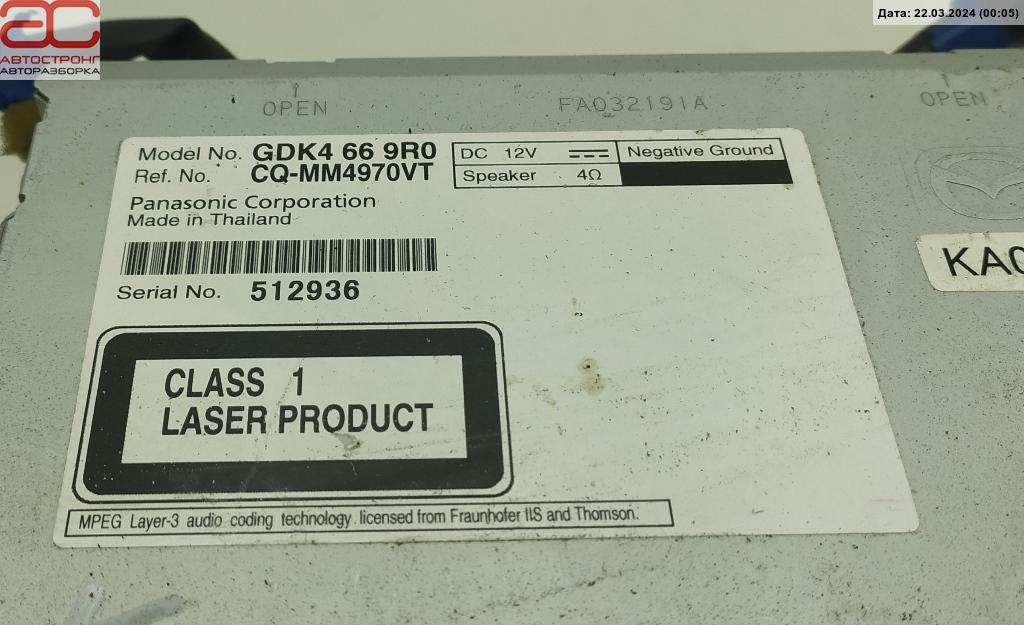 Дата: 22.03.2024 (00:05)
АС
АВТОСТРОНГ
АВТОРАЗБОРКА
OPEN
FA032191A
OPEN
Model No. GDK4 66 9R0
Ref. No. CQ-MM4970VT
DC 12V Negative Ground
Speaker 4Ω
Panasonic Corporation
Made in Thailand
Serial No. 512936
CLASS 1
LASER PRODUCT
MPEG Layer-3 audio coding technology licensed from Fraunhofer IIS and Thomson.